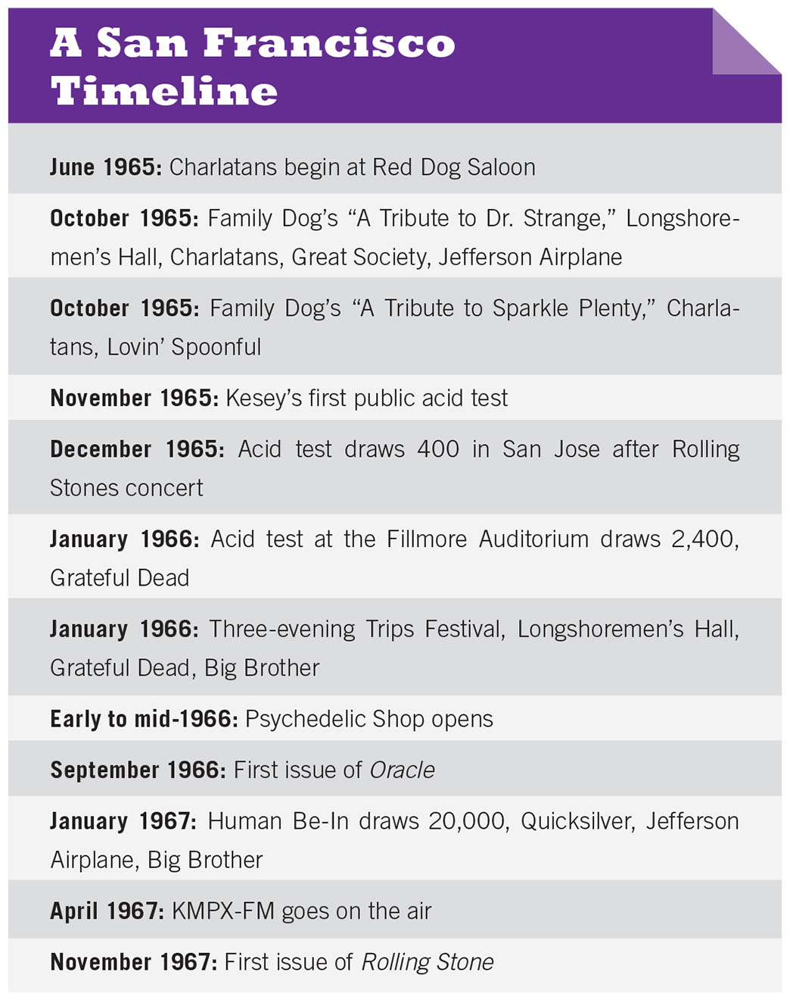 A San Francisco
Timeline
June 1965: Charlatans begin at Red Dog Saloon
October 1965: Family Dog’s “A Tribute to Dr. Strange,” Longshore-
men’s Hall, Charlatans, Great Society, Jefferson Airplane
October 1965: Family Dog’s “A Tribute to Sparkle Plenty,” Charla-
tans, Lovin’ Spoonful
November 1965: Kesey’s first public acid test
December 1965: Acid test draws 400 in San Jose after Rolling
Stones concert
January 1966: Acid test at the Fillmore Auditorium draws 2,400,
Grateful Dead
January 1966: Three-evening Trips Festival, Longshoremen’s Hall,
Grateful Dead, Big Brother
Early to mid-1966: Psychedelic Shop opens
September 1966: First issue of Oracle
January 1967: Human Be-In draws 20,000, Quicksilver, Jefferson
Airplane, Big Brother
April 1967: KMPX-FM goes on the air
November 1967: First issue of Rolling Stone